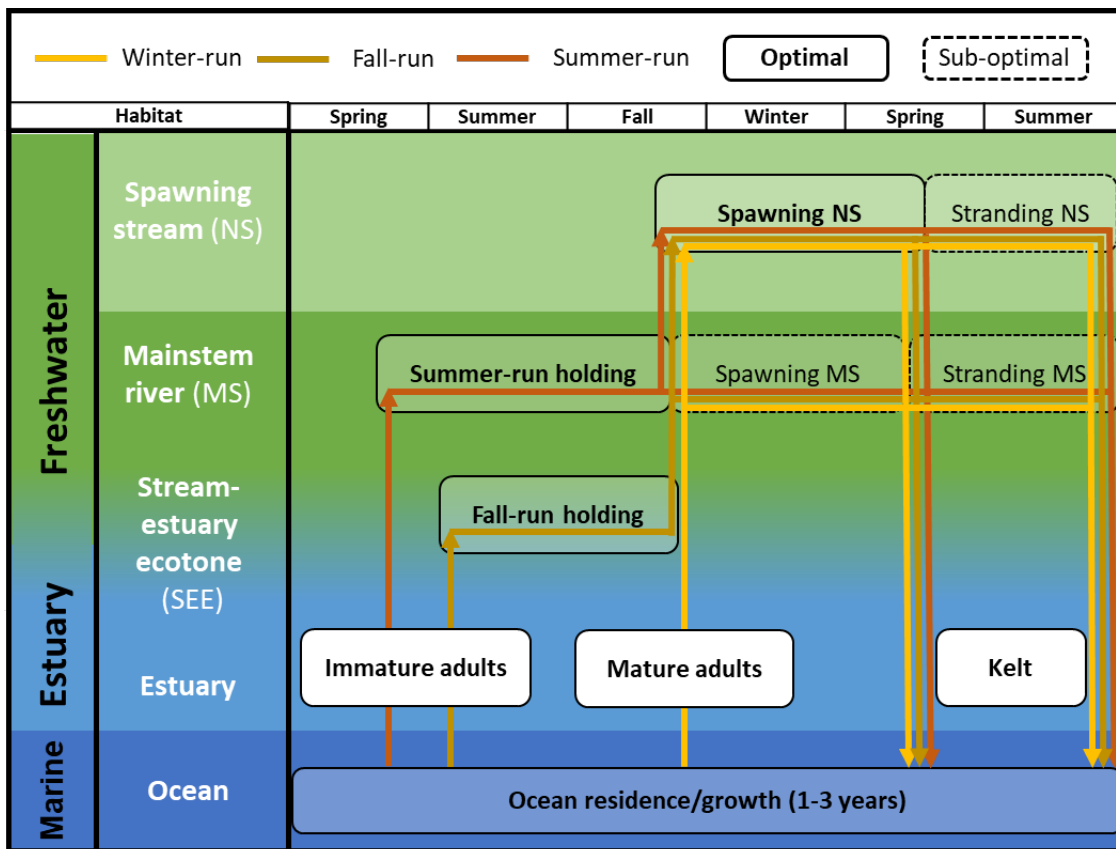 Winter-run
Fall-run
Summer-run
Optimal
Sub-optimal
Habitat
Spring
Summer
Fall
Winter
Spring
Summer
Freshwater
Estuary
Marine
Spawning
stream (NS)
Spawning NS
Stranding NS
Mainstem
river (MS)
Summer-run holding
Spawning MS
Stranding MS
Stream-
estuary
ecotone
(SEE)
Fall-run holding
Estuary
Immature adults
Mature adults
Kelt
Ocean
Ocean residence/growth (1-3 years)